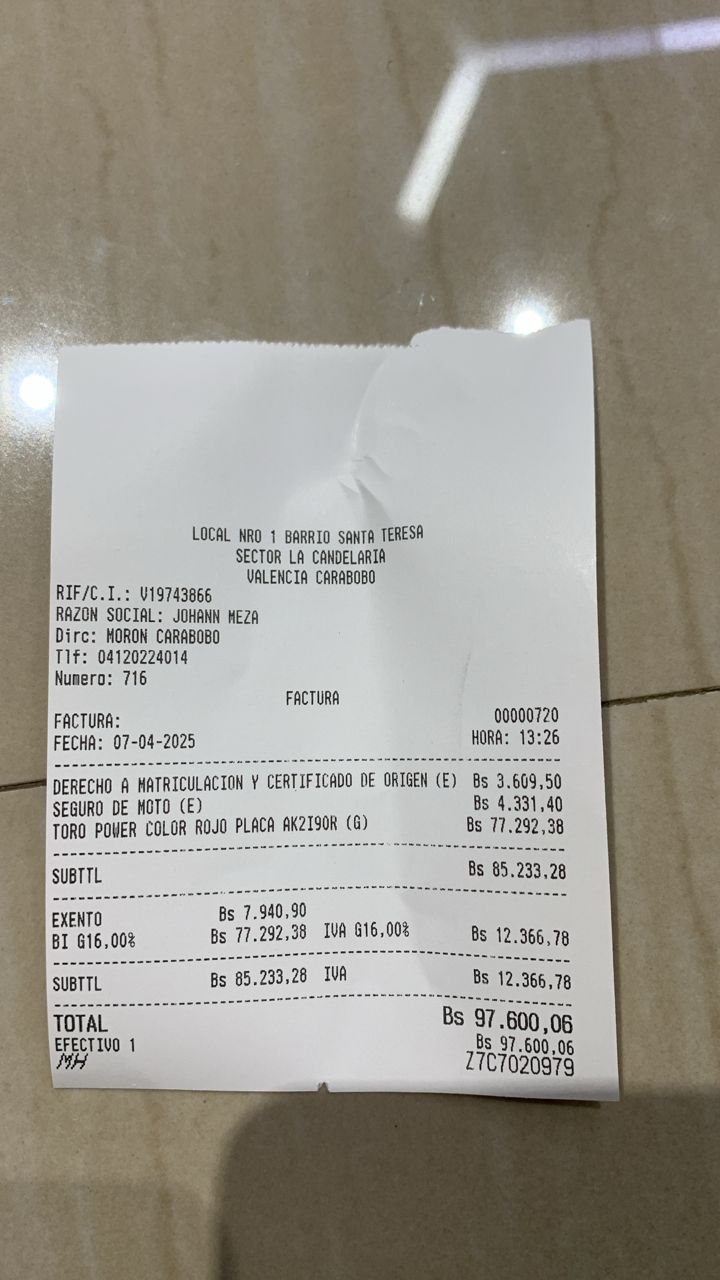 LOCAL NRO 1 BARRIO SANTA TERESA
SECTOR LA CANDELARIA
VALENCIA CARABOBO
RIF/C.I.: V19743866
RAZON SOCIAL: JOHANN MEZA
Dirc: MORON CARABOBO
Tlf: 04120224014
Numero: 716
FACTURA
FACTURA: 00000720
FECHA: 07-04-2025 HORA: 13:26
DERECHO A MATRICULACION Y CERTIFICADO DE ORIGEN (E) Bs 3.609,50
SEGURO DE MOTO (E) Bs 4.331,40
TORO POWER COLOR ROJO PLACA AK2I90R (G) Bs 77.292,38
SUBTTL Bs 85.233,28
EXENTO Bs 7.940,90
BI G16,00% Bs 77.292,38 IVA G16,00% Bs 12.366,78
SUBTTL Bs 85.233,28 IVA Bs 12.366,78
TOTAL Bs 97.600,06
EFECTIVO 1 Bs 97.600,06
MH Z7C7020979